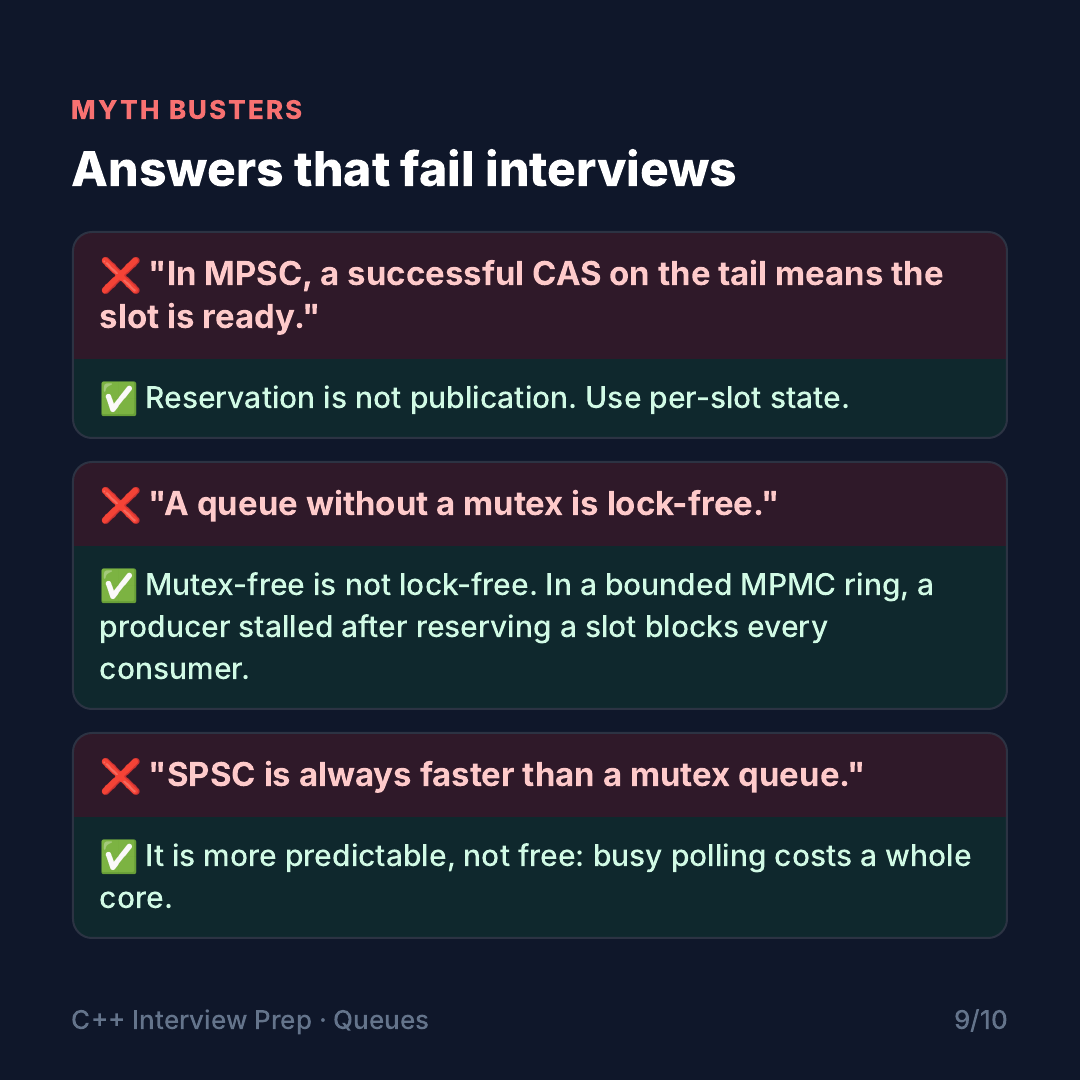 MYTH BUSTERS
Answers that fail interviews
❌ "In MPSC, a successful CAS on the tail means the
slot is ready."
✅ Reservation is not publication. Use per-slot state.
❌ "A queue without a mutex is lock-free."
✅ Mutex-free is not lock-free. In a bounded MPMC ring, a
producer stalled after reserving a slot blocks every
consumer.
❌ "SPSC is always faster than a mutex queue."
✅ It is more predictable, not free: busy polling costs a whole
core.
C++ Interview Prep · Queues
9/10